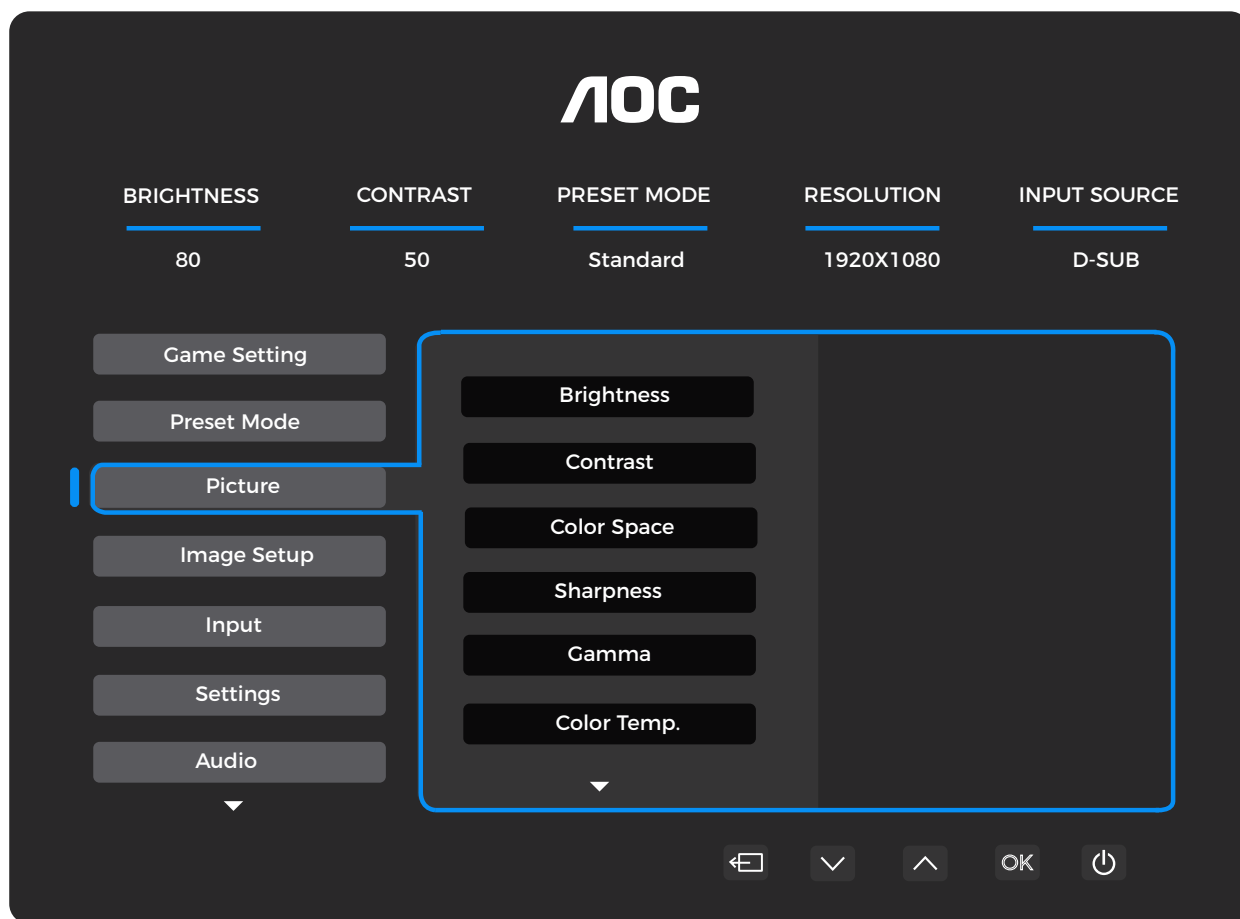 AOC
BRIGHTNESS CONTRAST PRESET MODE RESOLUTION INPUT SOURCE
80 50 Standard 1920X1080 D-SUB
Game Setting
Preset Mode
Picture
Image Setup
Input
Settings
Audio
Brightness
Contrast
Color Space
Sharpness
Gamma
Color Temp.
OK